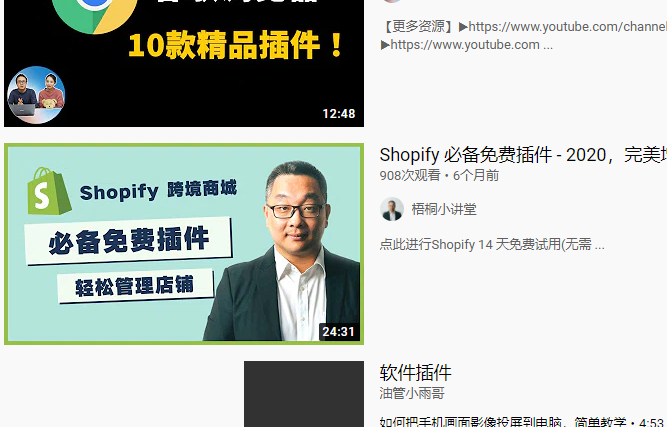 10款精品插件！
12:48
【更多资源】▶https://www.youtube.com/channel
▶https://www.youtube.com ...
Shopify 跨境商城
必备免费插件
轻松管理店铺
24:31
Shopify 必备免费插件 - 2020，完美
908次观看 • 6个月前
梧桐小讲堂
点此进行Shopify 14 天免费试用(无需 ...
软件插件
油管小雨哥
如何把手机画面影像投屏到电脑，简单教学 • 4:53